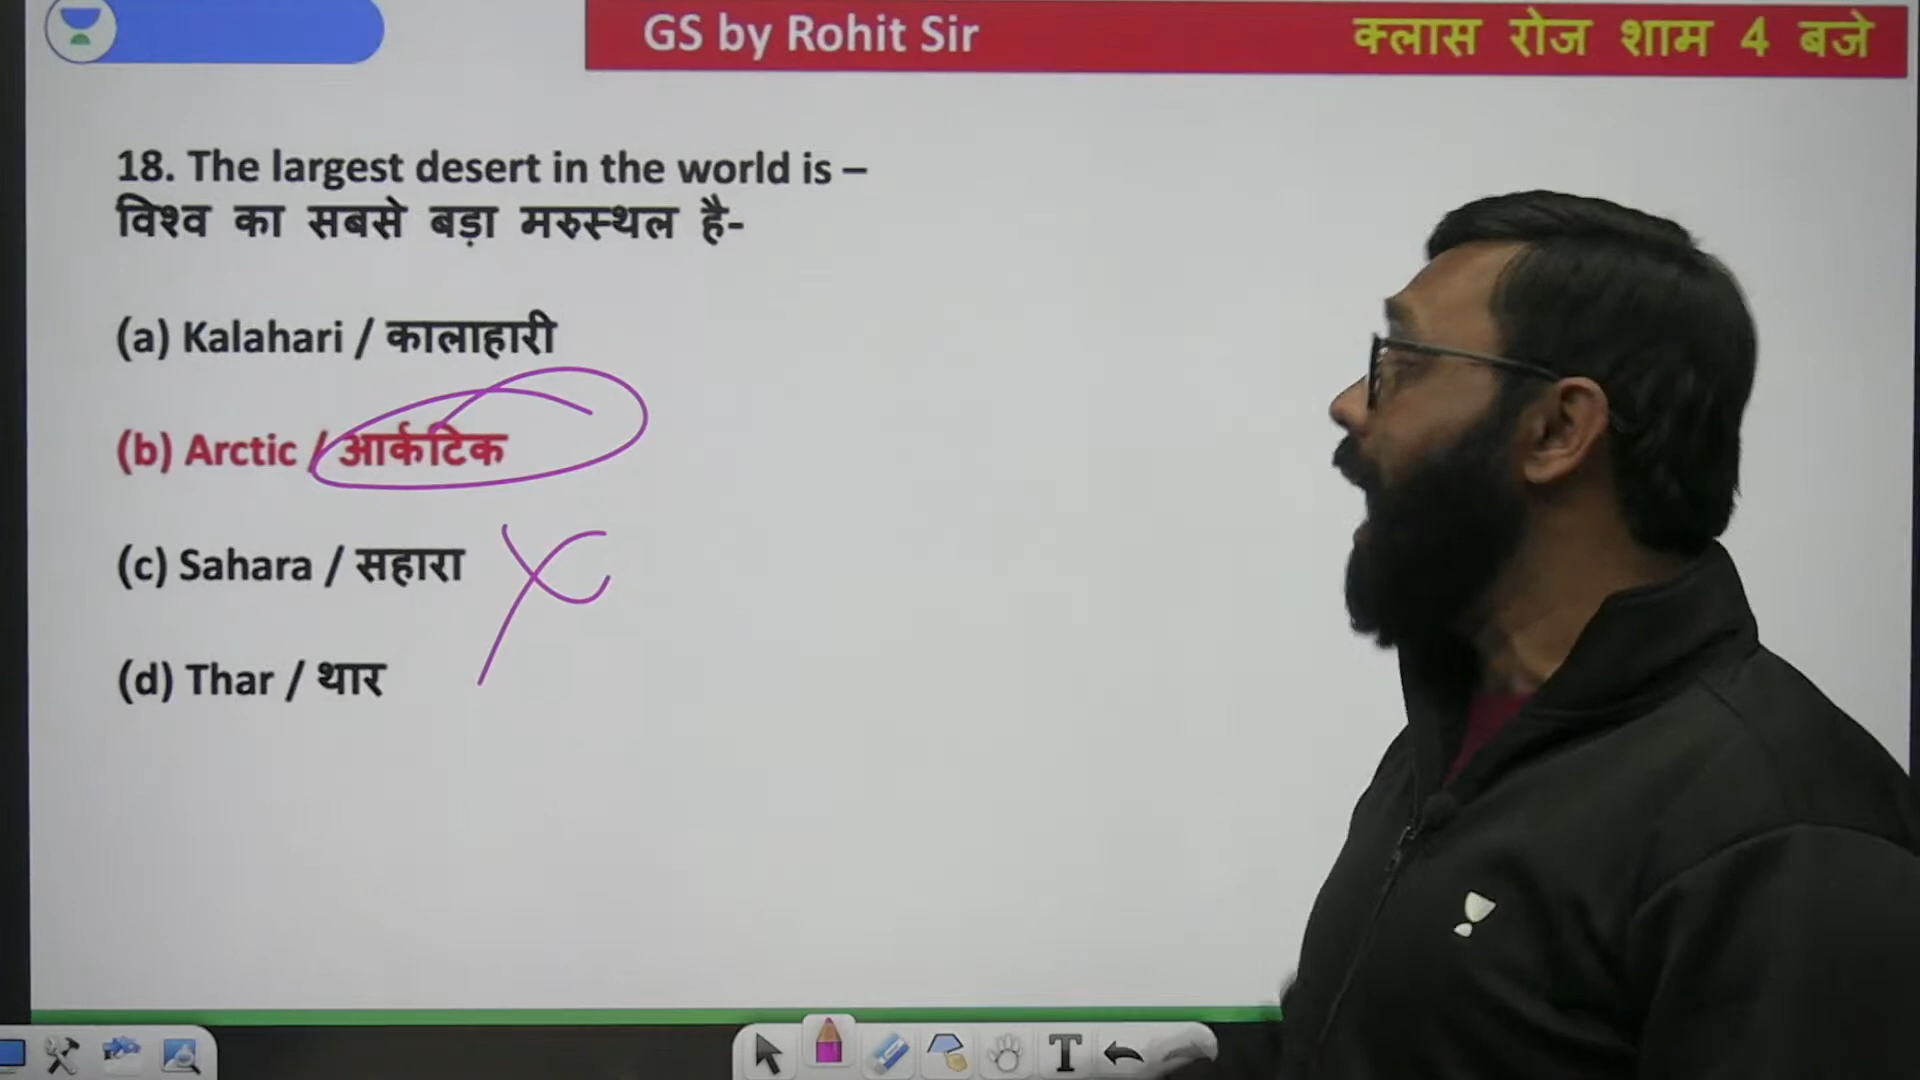 GS by Rohit Sir
क्लास रोज शाम 4 बजे
18. The largest desert in the world is –
विश्व का सबसे बड़ा मरुस्थल है-
(a) Kalahari / कालाहारी
(b) Arctic / आर्कटिक
(c) Sahara / सहारा
(d) Thar / थार
T